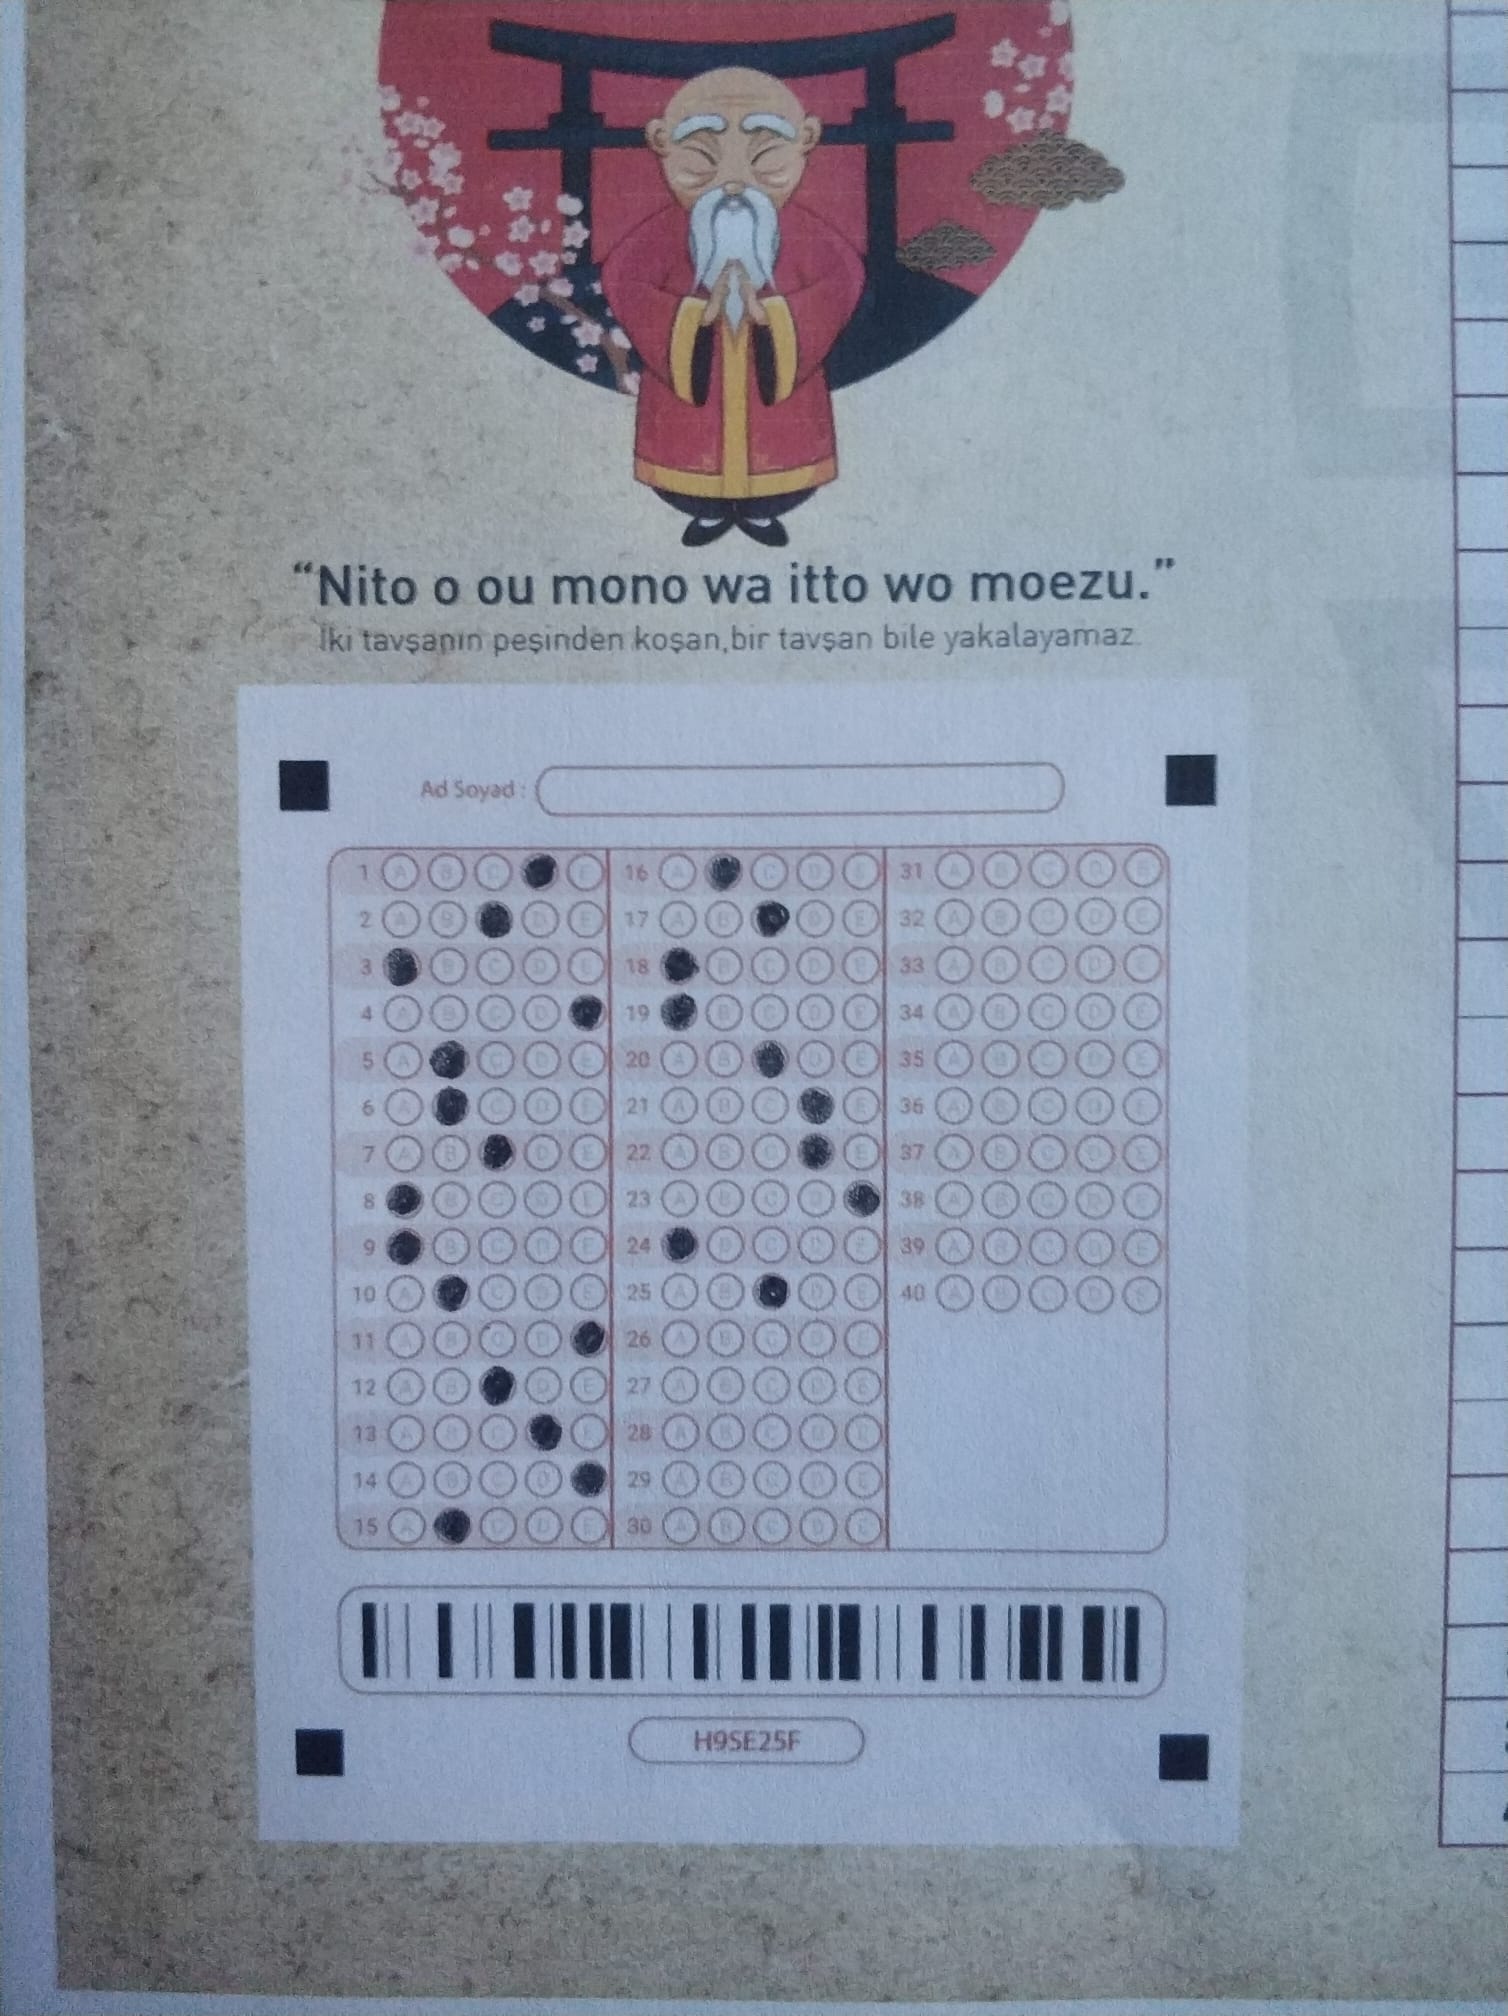 “Nito o ou mono wa itto wo moezu.”
İki tavşanın peşinden koşan,bir tavşan bile yakalayamaz.
Ad Soyad :
1 A B C E
2 A B D E
3 B C D E
4 A B C D
5 A C D E
6 A C D E
7 A B D E
8 B C D E
9 B C D E
10 A C D E
11 A B C D
12 A B D E
13 A B C E
14 A B C D
15 A C D E
16 A C D E
17 A B D E
18 B C D E
19 B C D E
20 A B D E
21 A B C E
22 A B C E
23 A B C D
24 B C D E
25 A B D E
26 A B C D E
27 A B C D E
28 A B C D E
29 A B C D E
30 A B C D E
31 A B C D E
32 A B C D E
33 A B C D E
34 A B C D E
35 A B C D E
36 A B C D E
37 A B C D E
38 A B C D E
39 A B C D E
40 A B C D E
H9SE25F